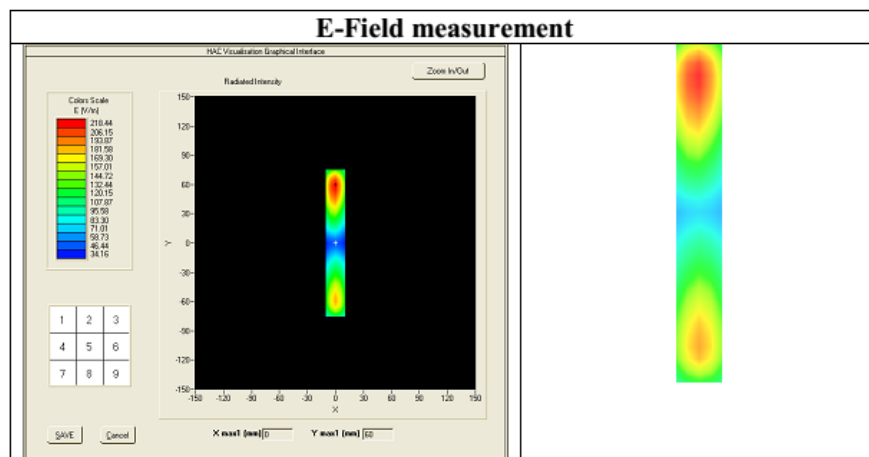 E-Field measurement
HAC Visualisation Graphical Interface
Zoom In/Out
Radiated Intensity
Colors Scale
E (V/m)
218.44
206.15
193.87
181.58
169.30
157.01
144.72
132.44
120.15
107.87
95.58
83.30
71.01
58.73
46.44
34.16
150
120
90
60
30
Y
0
-30
-60
-90
-120
-150
-150 -120 -90 -60 -30 0 30 60 90 120 150
X
1 2 3
4 5 6
7 8 9
SAVE Cancel
X max1 (mm) 0 Y max1 (mm) 60